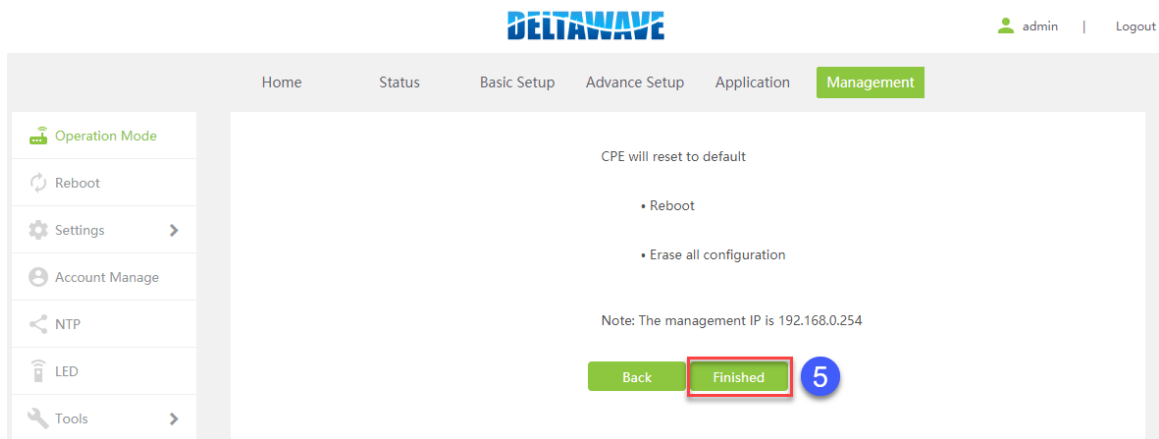 DELTAWAVE
admin | Logout
Home Status Basic Setup Advance Setup Application Management
Operation Mode
Reboot
Settings
Account Manage
NTP
LED
Tools
CPE will reset to default
• Reboot
• Erase all configuration
Note: The management IP is 192.168.0.254
Back Finished 5